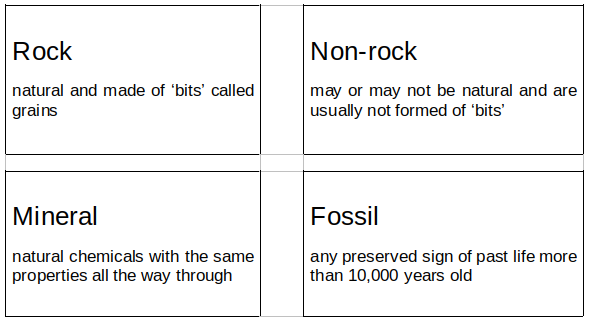 Rock
natural and made of ‘bits’ called
grains
Non-rock
may or may not be natural and are
usually not formed of ‘bits’
Mineral
natural chemicals with the same
properties all the way through
Fossil
any preserved sign of past life more
than 10,000 years old